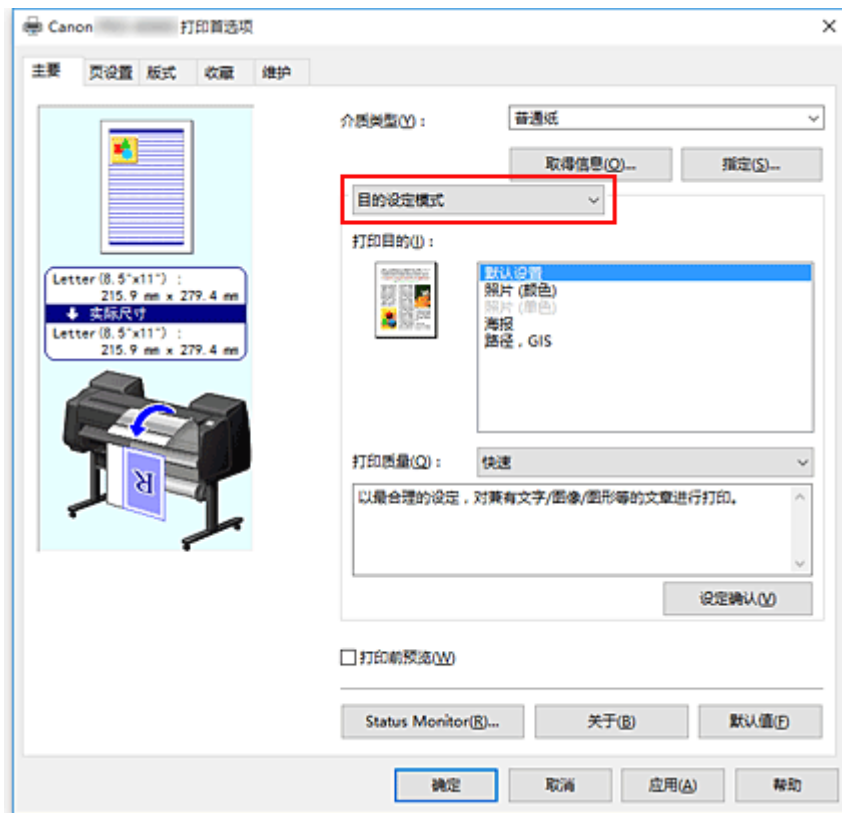 Canon 打印首选项
主要 页设置 版式 收藏 维护
介质类型(Y)： 普通纸
取得信息(O)... 指定(S)...
目的设定模式
打印目的(I)：
默认设置
照片 (颜色)
照片 (单色)
海报
路径，GIS
Letter (8.5"x11") :
215.9 mm x 279.4 mm
实际尺寸
Letter (8.5"x11") :
215.9 mm x 279.4 mm
R
打印质量(Q)： 快速
以最合理的设定，对兼有文字/图像/图形等的文章进行打印。
设定确认(V)
打印前预览(W)
Status Monitor(R)... 关于(B) 默认值(F)
确定 取消 应用(A) 帮助